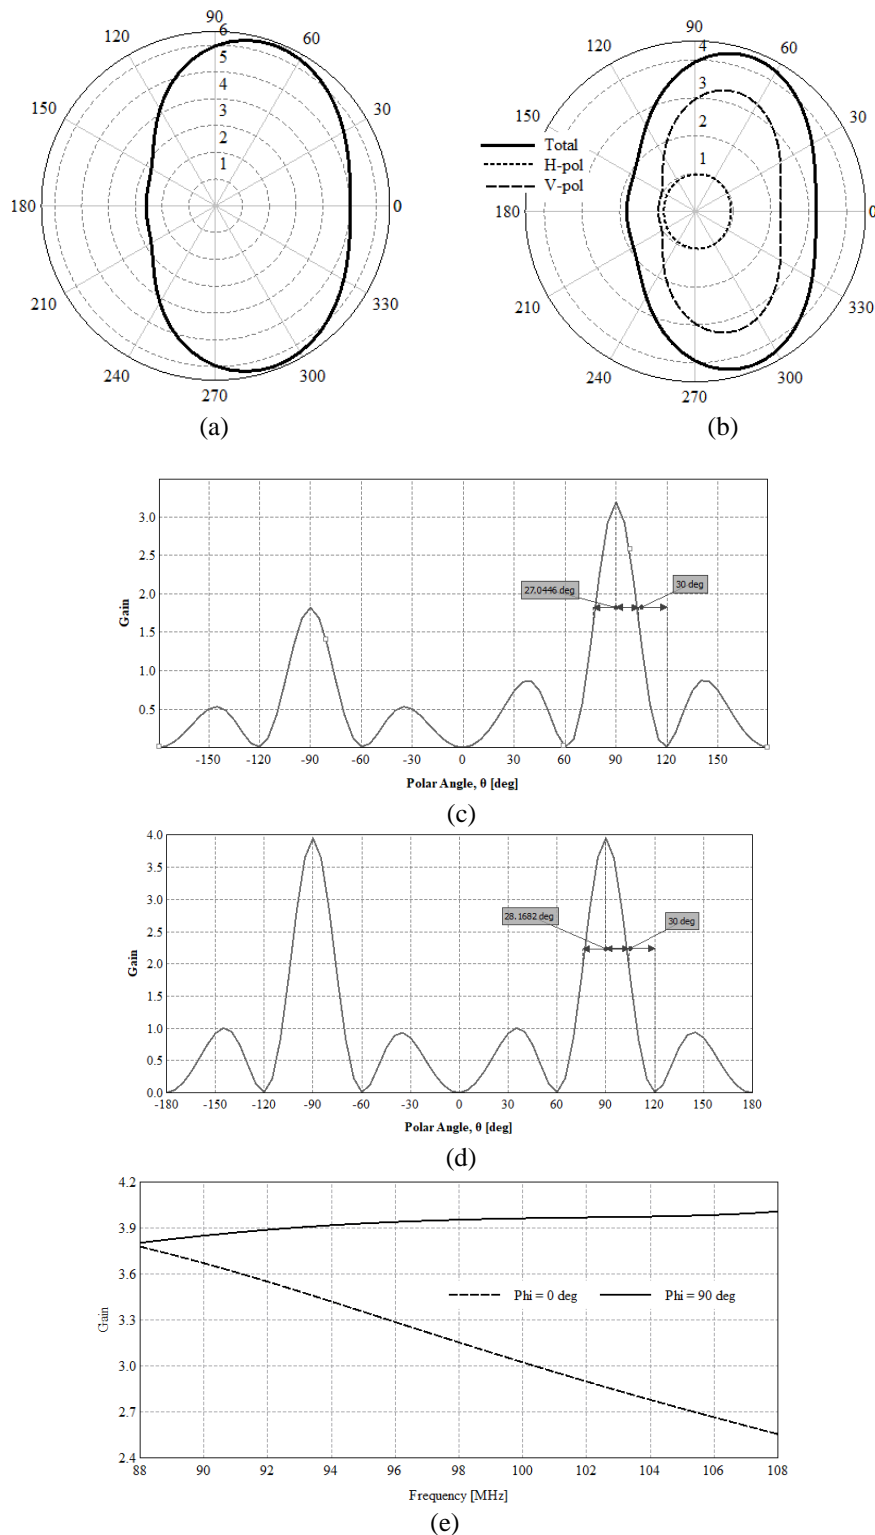 90
120
60
6
5
4
3
2
1
150
30
180
0
210
330
240
300
270
(a)
90
120
60
4
3
2
1
150
30
Total
H-pol
V-pol
180
0
210
330
240
300
270
(b)
3.0
2.5
2.0
1.5
1.0
0.5
Gain
27.0446 deg
30 deg
-150 -120 -90 -60 -30 0 30 60 90 120 150
Polar Angle, θ [deg]
(c)
4.0
3.5
3.0
2.5
2.0
1.5
1.0
0.5
0.0
Gain
28.1682 deg
30 deg
-180 -150 -120 -90 -60 -30 0 30 60 90 120 150 180
Polar Angle, θ [deg]
(d)
4.2
3.9
3.6
3.3
3.0
2.7
2.4
Gain
Phi = 0 deg Phi = 90 deg
88 90 92 94 96 98 100 102 104 106 108
Frequency [MHz]
(e)